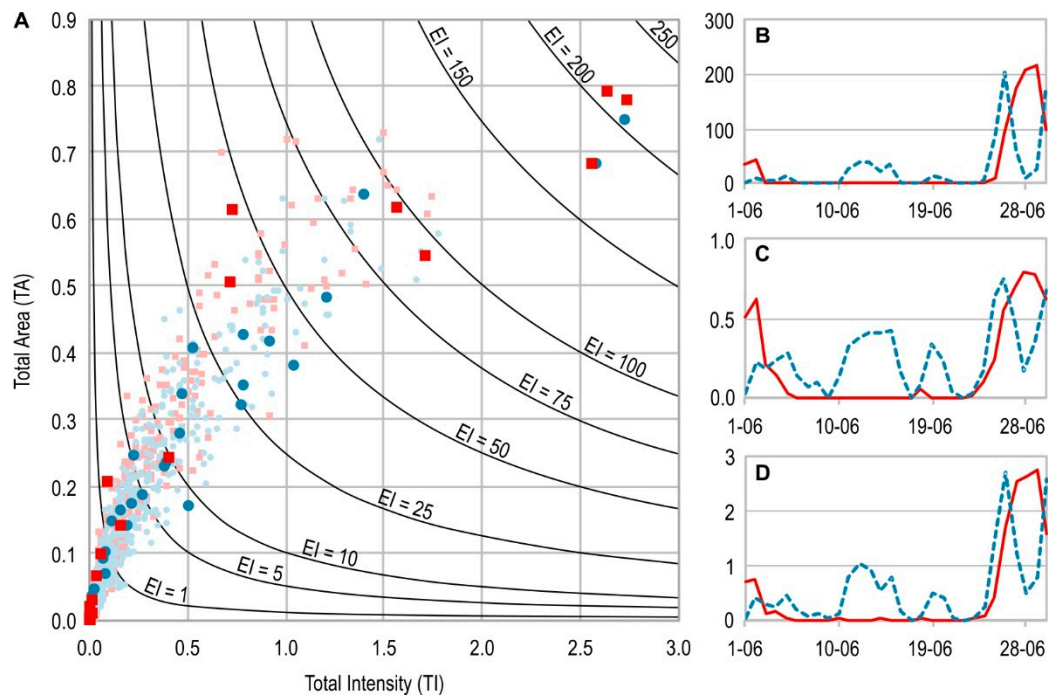 A
0.9
0.8
0.7
0.6
0.5
0.4
0.3
0.2
0.1
0.0
Total Area (TA)
0.0 0.5 1.0 1.5 2.0 2.5 3.0
Total Intensity (TI)
EI = 150
EI = 200
250
EI = 100
EI = 75
EI = 50
EI = 25
EI = 10
EI = 5
EI = 1
B
300
200
100
0
1-06 10-06 19-06 28-06
C
1.0
0.5
0.0
1-06 10-06 19-06 28-06
D
3
2
1
0
1-06 10-06 19-06 28-06